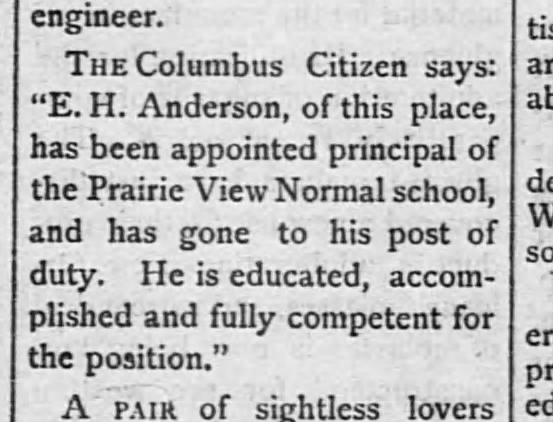 engineer.
THE Columbus Citizen says:
"E. H. Anderson, of this place,
has been appointed principal of
the Prairie View Normal school,
and has gone to his post of
duty. He is educated, accom-
plished and fully competent for
the position."
A PAIR of sightless lovers
tis
ar
ab
de
W
so
er
pr
ed